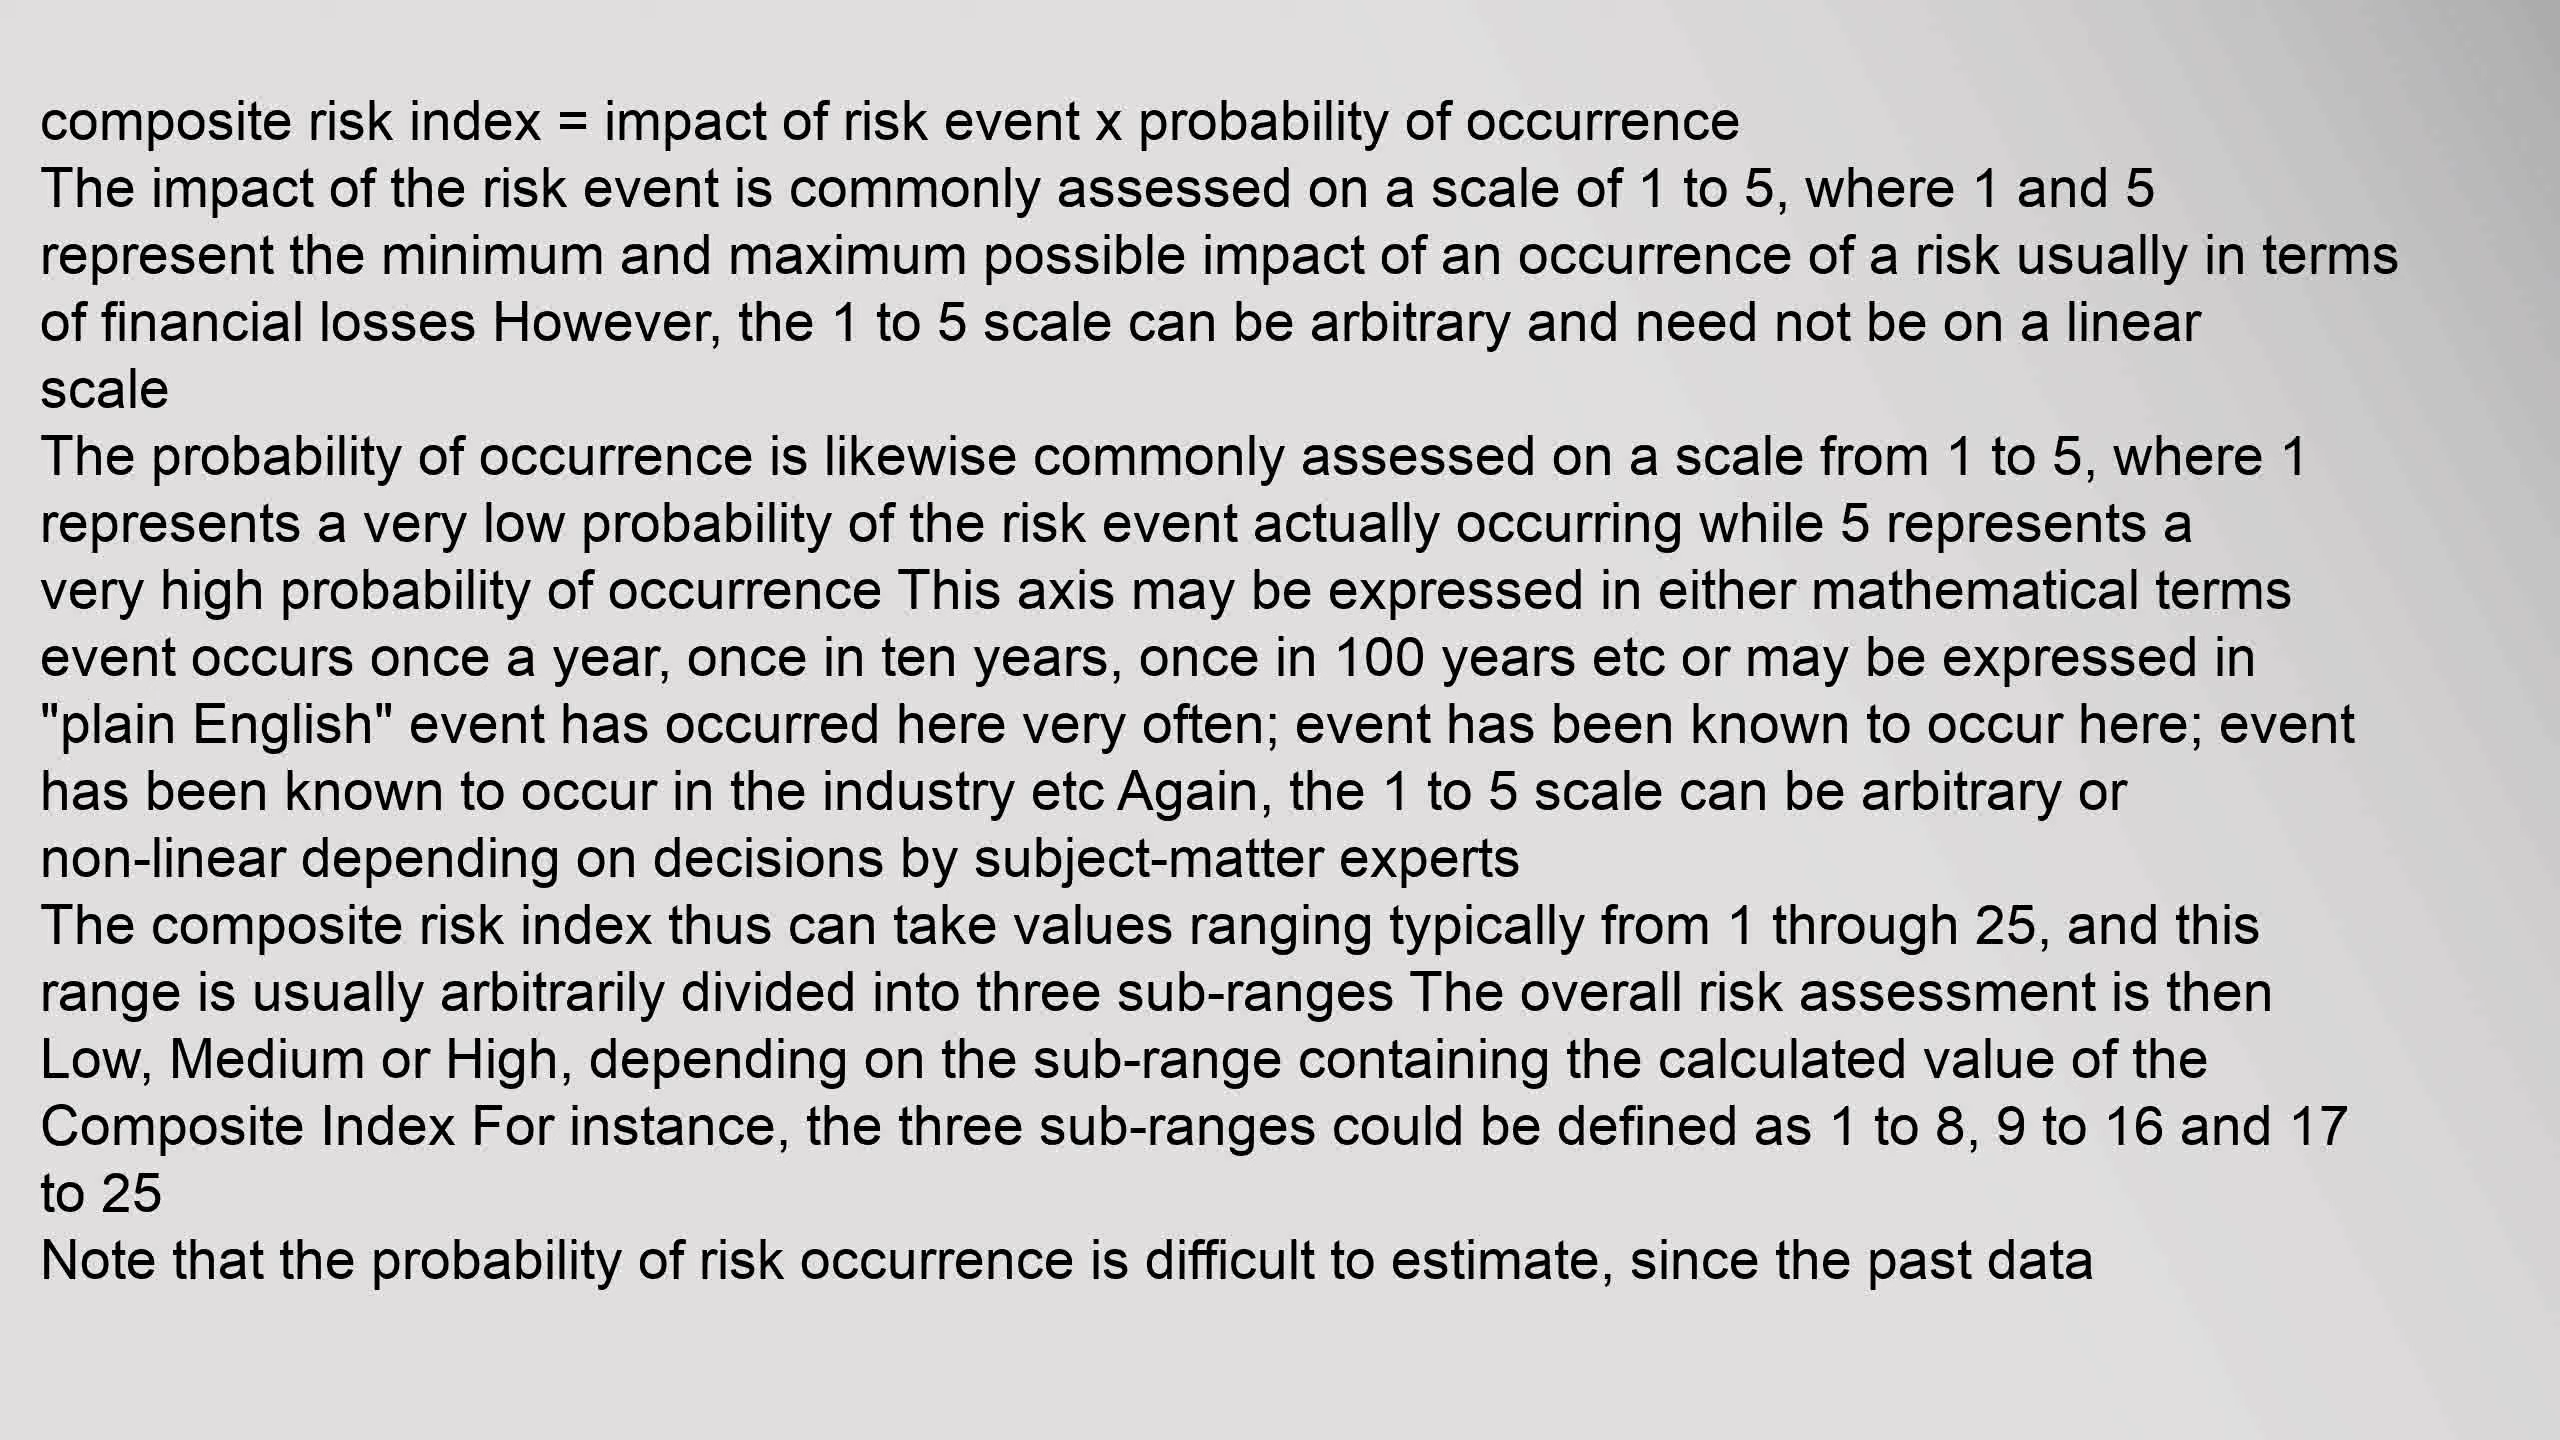 composite risk index = impact of risk event x probability of occurrence
The impact of the risk event is commonly assessed on a scale of 1 to 5, where 1 and 5
represent the minimum and maximum possible impact of an occurrence of a risk usually in terms
of financial losses However, the 1 to 5 scale can be arbitrary and need not be on a linear
scale
The probability of occurrence is likewise commonly assessed on a scale from 1 to 5, where 1
represents a very low probability of the risk event actually occurring while 5 represents a
very high probability of occurrence This axis may be expressed in either mathematical terms
event occurs once a year, once in ten years, once in 100 years etc or may be expressed in
"plain English" event has occurred here very often; event has been known to occur here; event
has been known to occur in the industry etc Again, the 1 to 5 scale can be arbitrary or
non-linear depending on decisions by subject-matter experts
The composite risk index thus can take values ranging typically from 1 through 25, and this
range is usually arbitrarily divided into three sub-ranges The overall risk assessment is then
Low, Medium or High, depending on the sub-range containing the calculated value of the
Composite Index For instance, the three sub-ranges could be defined as 1 to 8, 9 to 16 and 17
to 25
Note that the probability of risk occurrence is difficult to estimate, since the past data